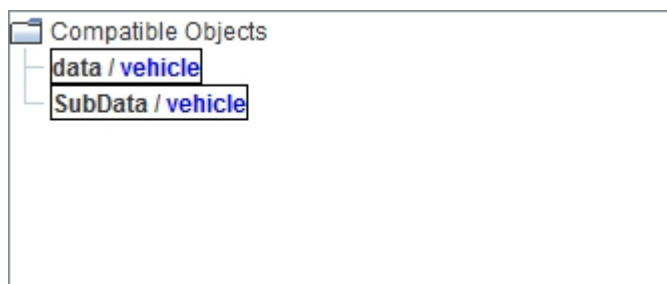 Compatible Objects
data / vehicle
SubData / vehicle